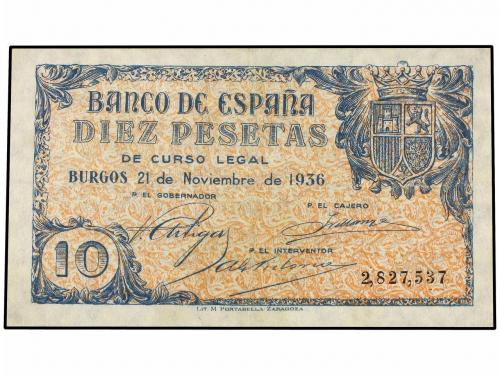 BANCO DE ESPAÑA
DIEZ PESETAS
DE CURSO LEGAL
BURGOS 21 de Noviembre de 1936
P. EL GOBERNADOR
P. EL CAJERO
P. EL INTERVENTOR
10
2,827,537
LIT. M PORTABELLA ZARAGOZA